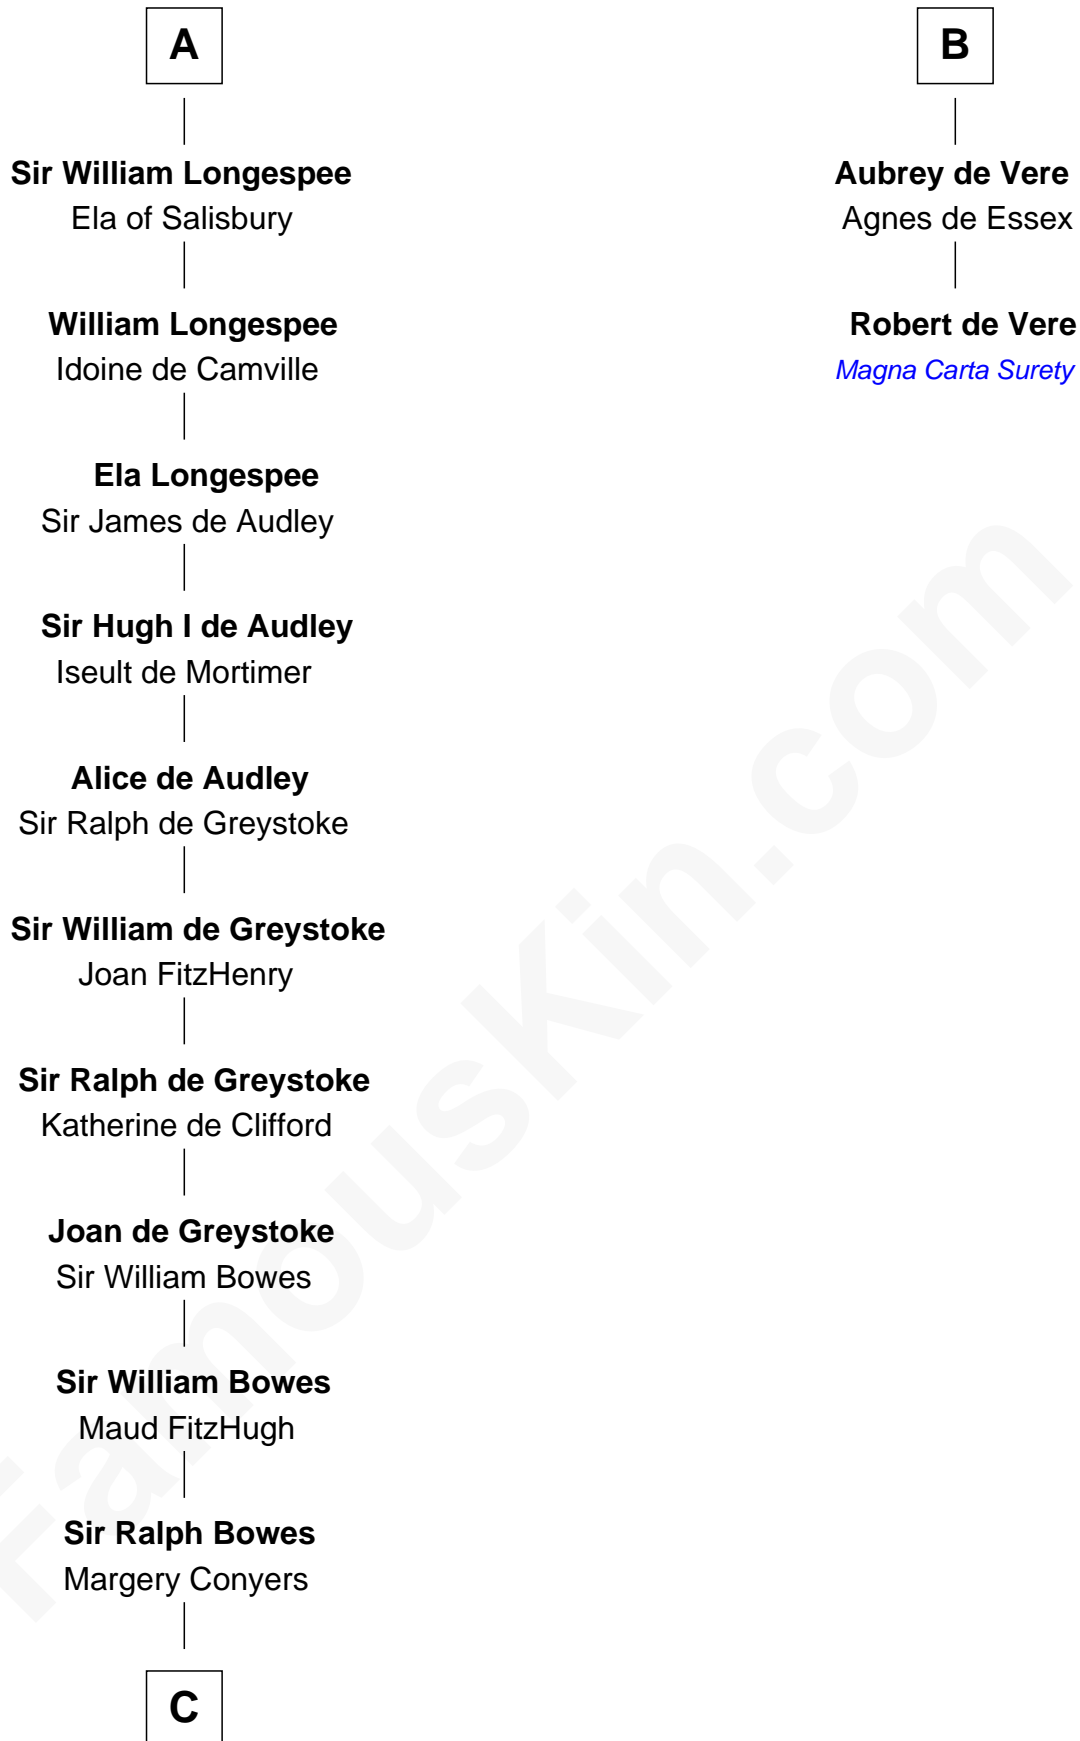 A
Sir William Longespee
Ela of Salisbury
William Longespee
Idoine de Camville
Ela Longespee
Sir James de Audley
Sir Hugh I de Audley
Iseult de Mortimer
Alice de Audley
Sir Ralph de Greystoke
Sir William de Greystoke
Joan FitzHenry
Sir Ralph de Greystoke
Katherine de Clifford
Joan de Greystoke
Sir William Bowes
Sir William Bowes
Maud FitzHugh
Sir Ralph Bowes
Margery Conyers
C
B
Aubrey de Vere
Agnes de Essex
Robert de Vere
Magna Carta Surety
FamousKin.com